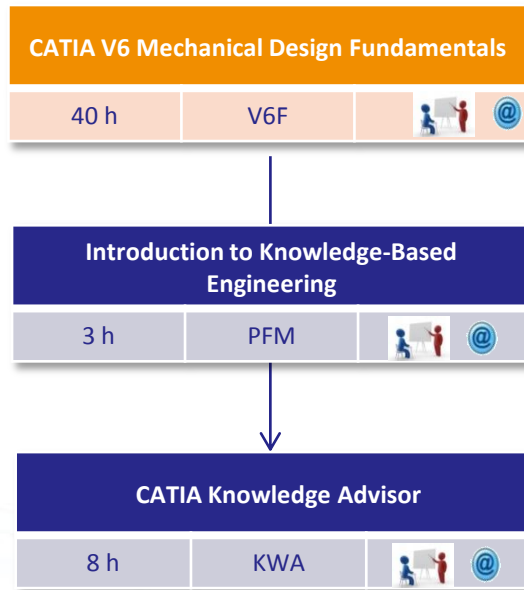 CATIA V6 Mechanical Design Fundamentals
40 h V6F @
Introduction to Knowledge-Based
Engineering
3 h PFM @
CATIA Knowledge Advisor
8 h KWA @